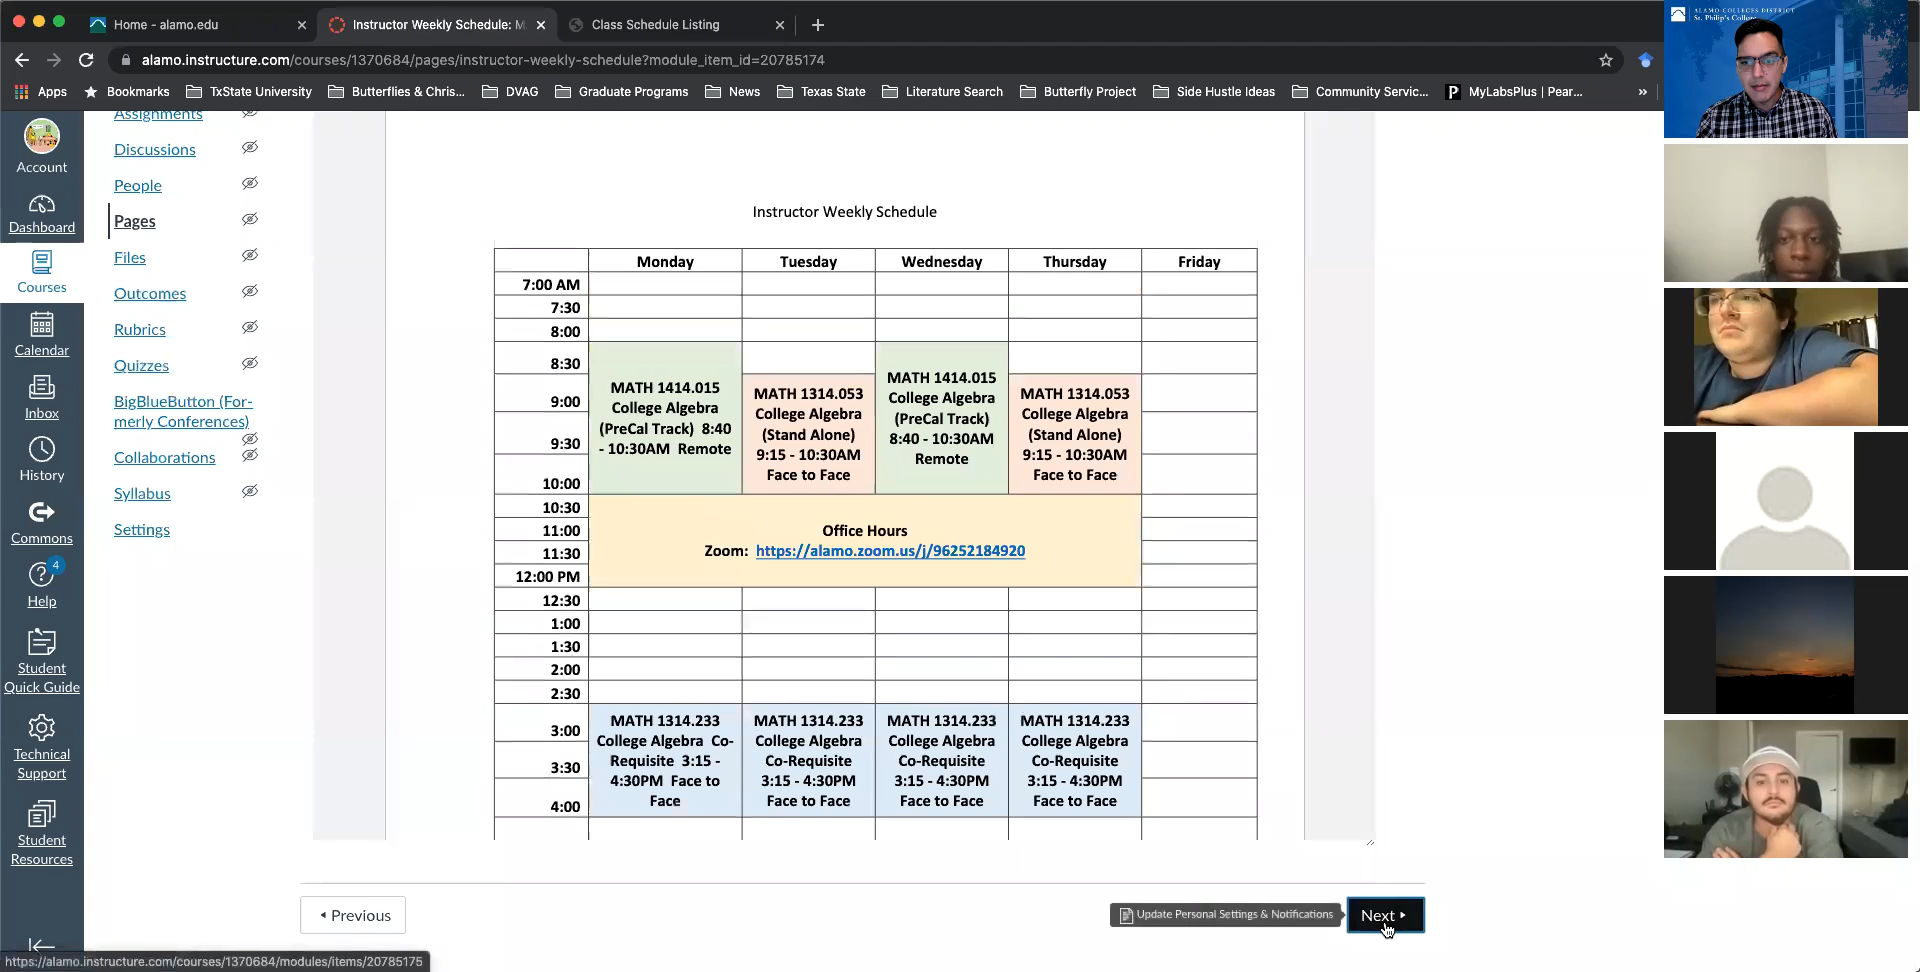 Home - alamo.edu
Instructor Weekly Schedule: M
Class Schedule Listing
alamo.instructure.com/courses/1370684/pages/instructor-weekly-schedule?module_item_id=20785174
Apps
Bookmarks
TxState University
Butterflies & Chris...
DVAG
Graduate Programs
News
Texas State
Literature Search
Butterfly Project
Side Hustle Ideas
Community Servic...
MyLabsPlus | Pear...
»
ALAMO COLLEGES DISTRICT
St. Philip's College
Account
Dashboard
Courses
Calendar
Inbox
History
Commons
4
Help
Student
Quick Guide
Technical
Support
Student
Resources
Assignments
Discussions
People
Pages
Files
Outcomes
Rubrics
Quizzes
BigBlueButton (For-
merly Conferences)
Collaborations
Syllabus
Settings
Instructor Weekly Schedule
Monday Tuesday Wednesday Thursday Friday
7:00 AM
7:30
8:00
8:30
9:00
9:30
10:00
10:30
11:00
11:30
12:00 PM
12:30
1:00
1:30
2:00
2:30
3:00
3:30
4:00
MATH 1414.015
College Algebra
(PreCal Track) 8:40
- 10:30AM Remote
MATH 1314.053
College Algebra
(Stand Alone)
9:15 - 10:30AM
Face to Face
MATH 1414.015
College Algebra
(PreCal Track)
8:40 - 10:30AM
Remote
MATH 1314.053
College Algebra
(Stand Alone)
9:15 - 10:30AM
Face to Face
Office Hours
Zoom: https://alamo.zoom.us/j/96252184920
MATH 1314.233
College Algebra Co-
Requisite 3:15 -
4:30PM Face to
Face
MATH 1314.233
College Algebra
Co-Requisite
3:15 - 4:30PM
Face to Face
MATH 1314.233
College Algebra
Co-Requisite
3:15 - 4:30PM
Face to Face
MATH 1314.233
College Algebra
Co-Requisite
3:15 - 4:30PM
Face to Face
Previous
Update Personal Settings & Notifications
Next
https://alamo.instructure.com/courses/1370684/modules/items/20785175